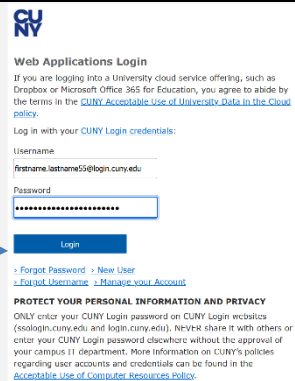 CU
NY
Web Applications Login
If you are logging into a University cloud service offering, such as
Dropbox or Microsoft Office 365 for Education, you agree to abide by
the terms in the CUNY Acceptable Use of University Data in the Cloud
policy.
Log in with your CUNY Login credentials:
Username
firstname.lastname55@login.cuny.edu
Password
Login
› Forgot Password › New User
› Forgot Username › Manage your Account
PROTECT YOUR PERSONAL INFORMATION AND PRIVACY
ONLY enter your CUNY Login password on CUNY Login websites
(ssologin.cuny.edu and login.cuny.edu). NEVER share it with others or
enter your CUNY Login password elsewhere without the approval of
your campus IT department. More information on CUNY's policies
regarding user accounts and credentials can be found in the
Acceptable Use of Computer Resources Policy.